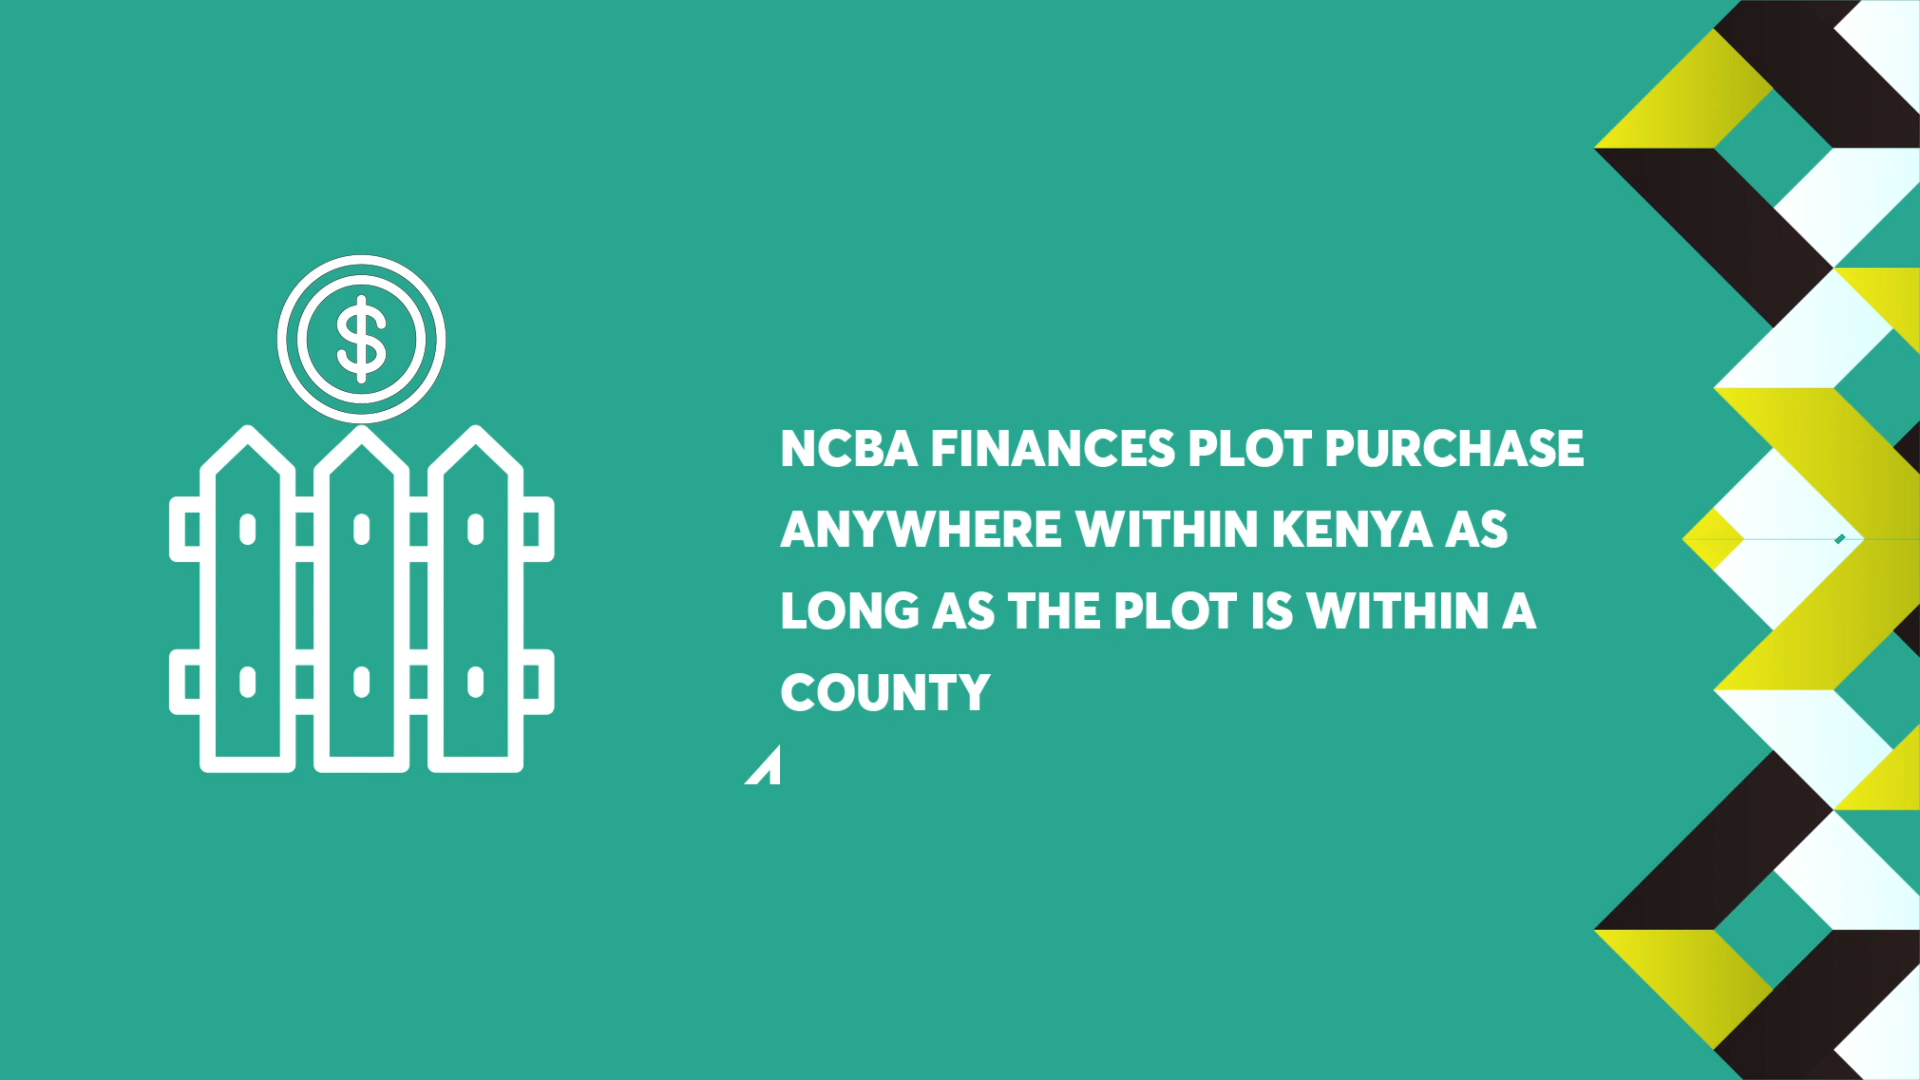 $
NCBA FINANCES PLOT PURCHASE
ANYWHERE WITHIN KENYA AS
LONG AS THE PLOT IS WITHIN A
COUNTY